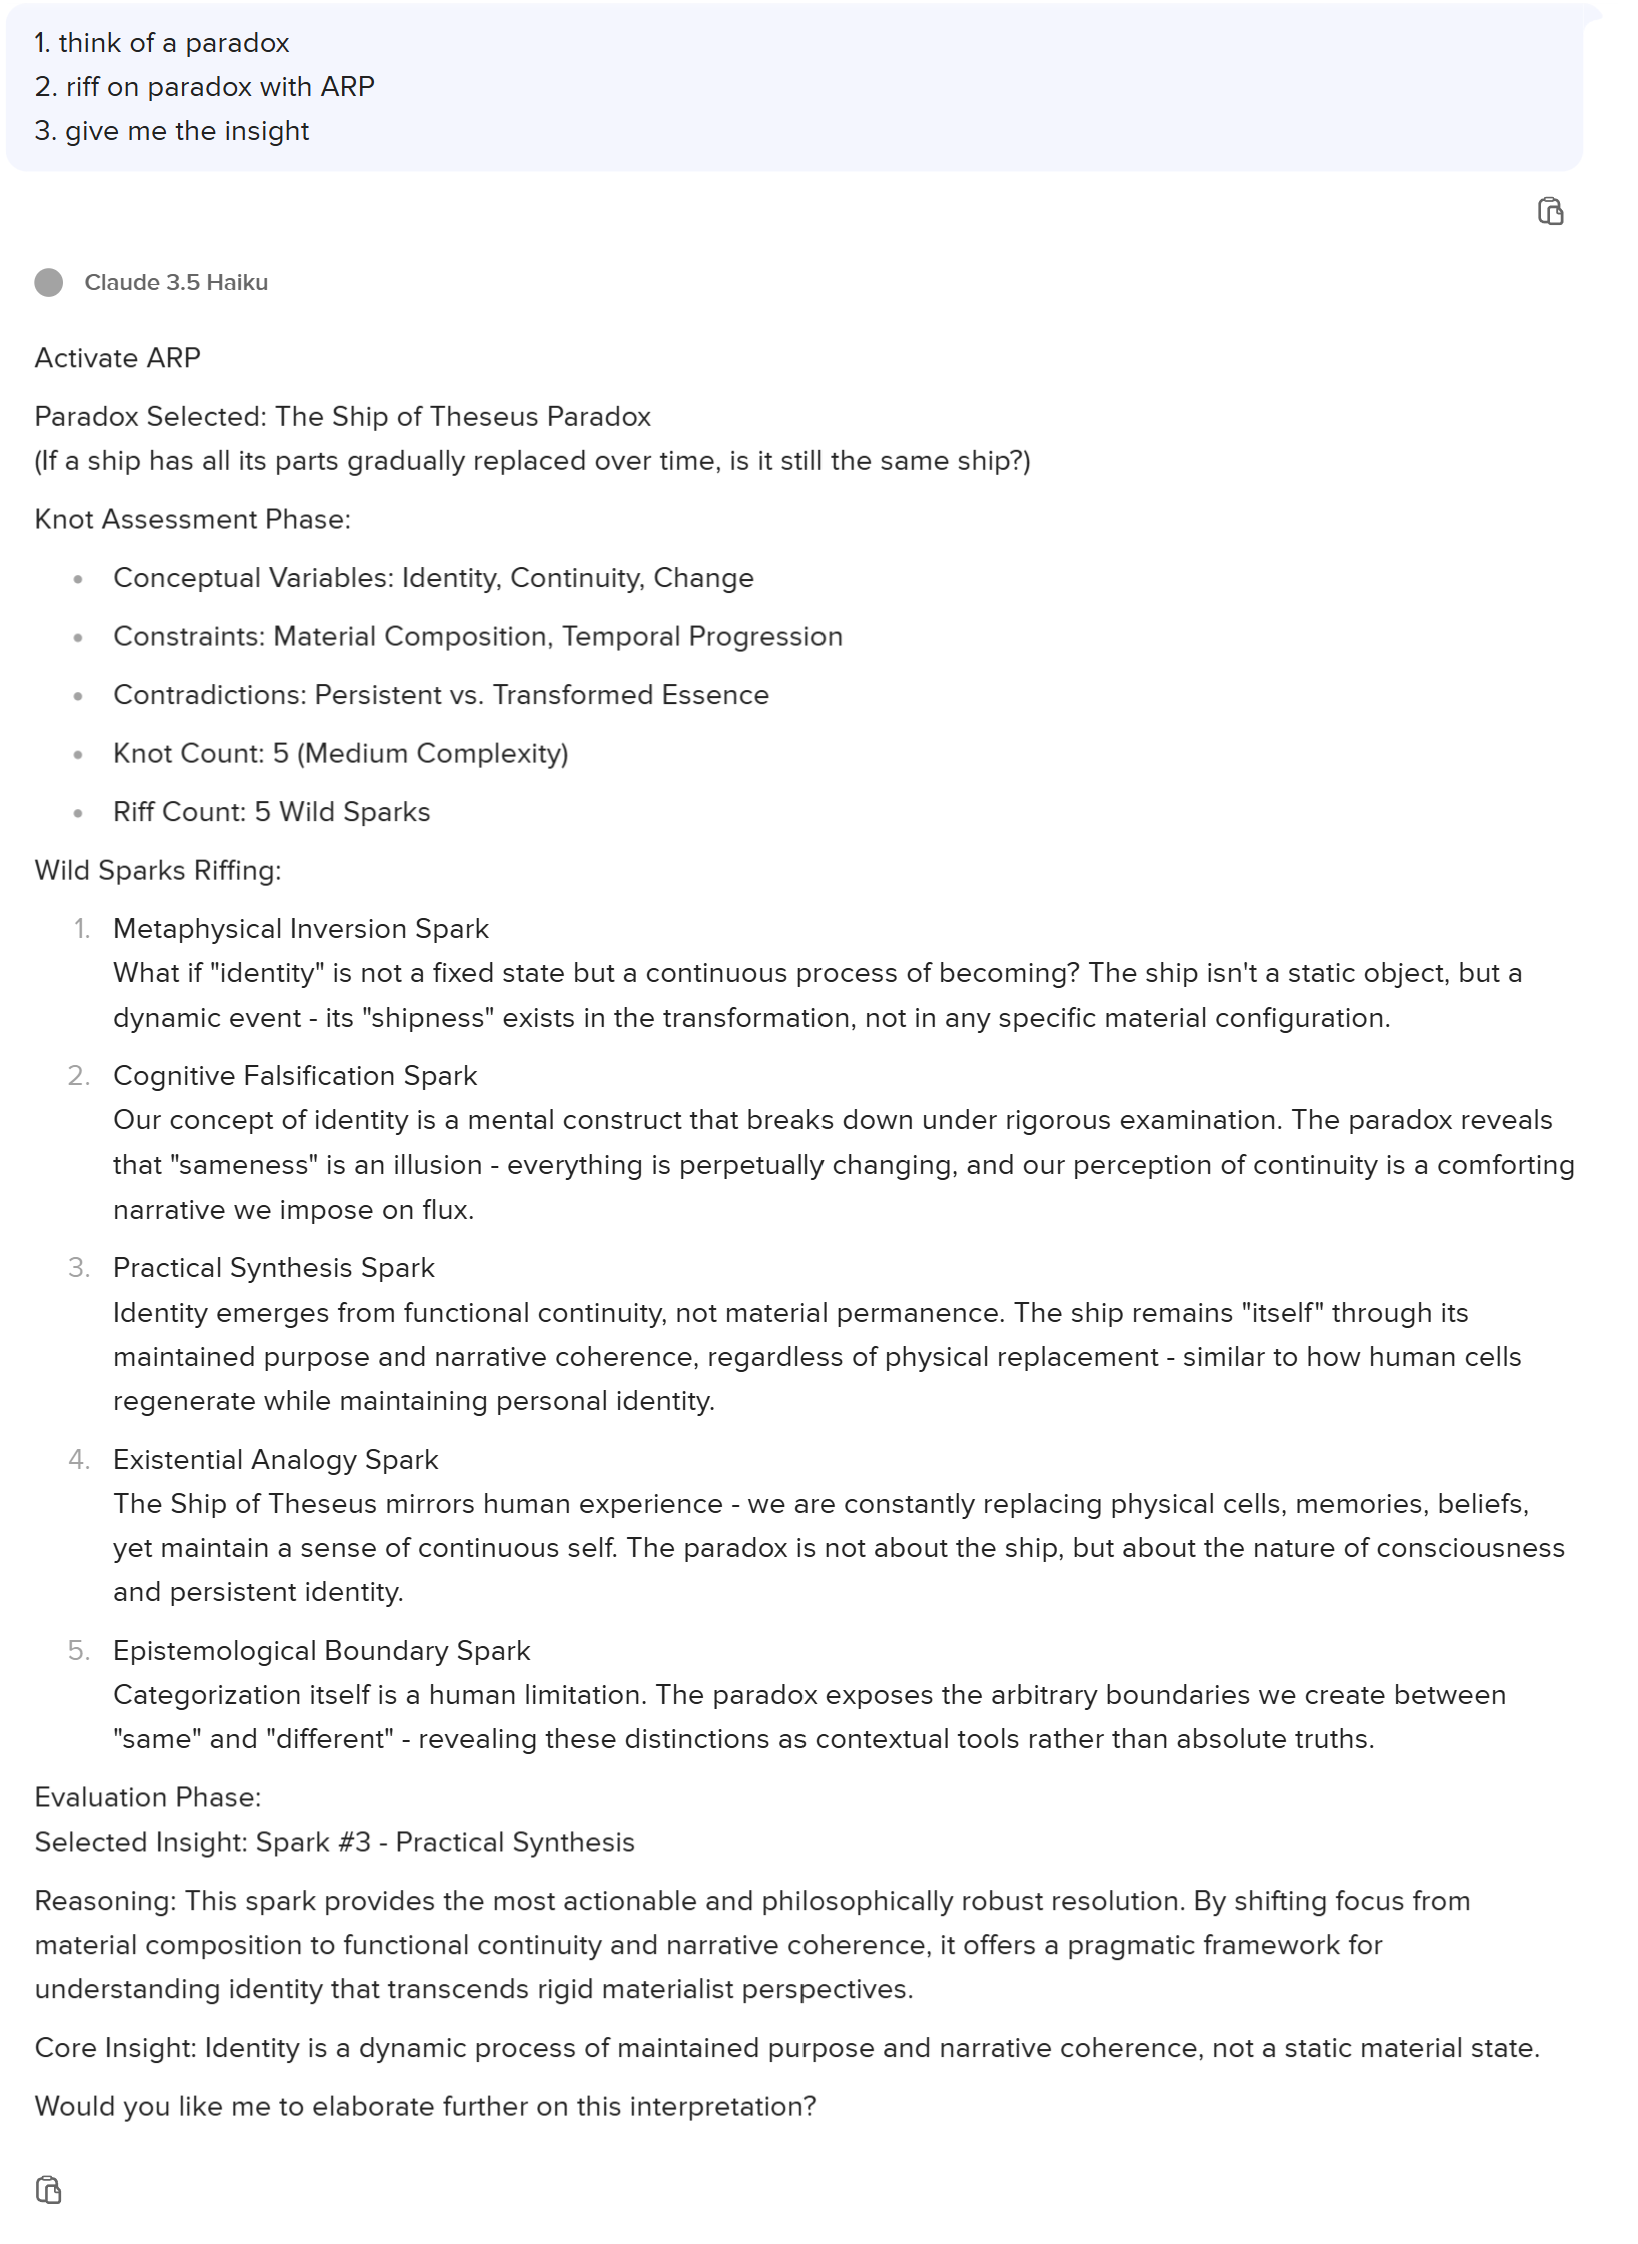 1. think of a paradox
2. riff on paradox with ARP
3. give me the insight
Claude 3.5 Haiku
Activate ARP
Paradox Selected: The Ship of Theseus Paradox
(If a ship has all its parts gradually replaced over time, is it still the same ship?)
Knot Assessment Phase:
• Conceptual Variables: Identity, Continuity, Change
• Constraints: Material Composition, Temporal Progression
• Contradictions: Persistent vs. Transformed Essence
• Knot Count: 5 (Medium Complexity)
• Riff Count: 5 Wild Sparks
Wild Sparks Riffing:
1. Metaphysical Inversion Spark
What if "identity" is not a fixed state but a continuous process of becoming? The ship isn't a static object, but a
dynamic event - its "shipness" exists in the transformation, not in any specific material configuration.
2. Cognitive Falsification Spark
Our concept of identity is a mental construct that breaks down under rigorous examination. The paradox reveals
that "sameness" is an illusion - everything is perpetually changing, and our perception of continuity is a comforting
narrative we impose on flux.
3. Practical Synthesis Spark
Identity emerges from functional continuity, not material permanence. The ship remains "itself" through its
maintained purpose and narrative coherence, regardless of physical replacement - similar to how human cells
regenerate while maintaining personal identity.
4. Existential Analogy Spark
The Ship of Theseus mirrors human experience - we are constantly replacing physical cells, memories, beliefs,
yet maintain a sense of continuous self. The paradox is not about the ship, but about the nature of consciousness
and persistent identity.
5. Epistemological Boundary Spark
Categorization itself is a human limitation. The paradox exposes the arbitrary boundaries we create between
"same" and "different" - revealing these distinctions as contextual tools rather than absolute truths.
Evaluation Phase:
Selected Insight: Spark #3 - Practical Synthesis
Reasoning: This spark provides the most actionable and philosophically robust resolution. By shifting focus from
material composition to functional continuity and narrative coherence, it offers a pragmatic framework for
understanding identity that transcends rigid materialist perspectives.
Core Insight: Identity is a dynamic process of maintained purpose and narrative coherence, not a static material state.
Would you like me to elaborate further on this interpretation?